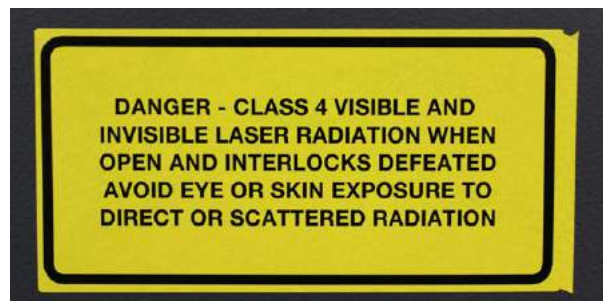 DANGER - CLASS 4 VISIBLE AND
INVISIBLE LASER RADIATION WHEN
OPEN AND INTERLOCKS DEFEATED
AVOID EYE OR SKIN EXPOSURE TO
DIRECT OR SCATTERED RADIATION